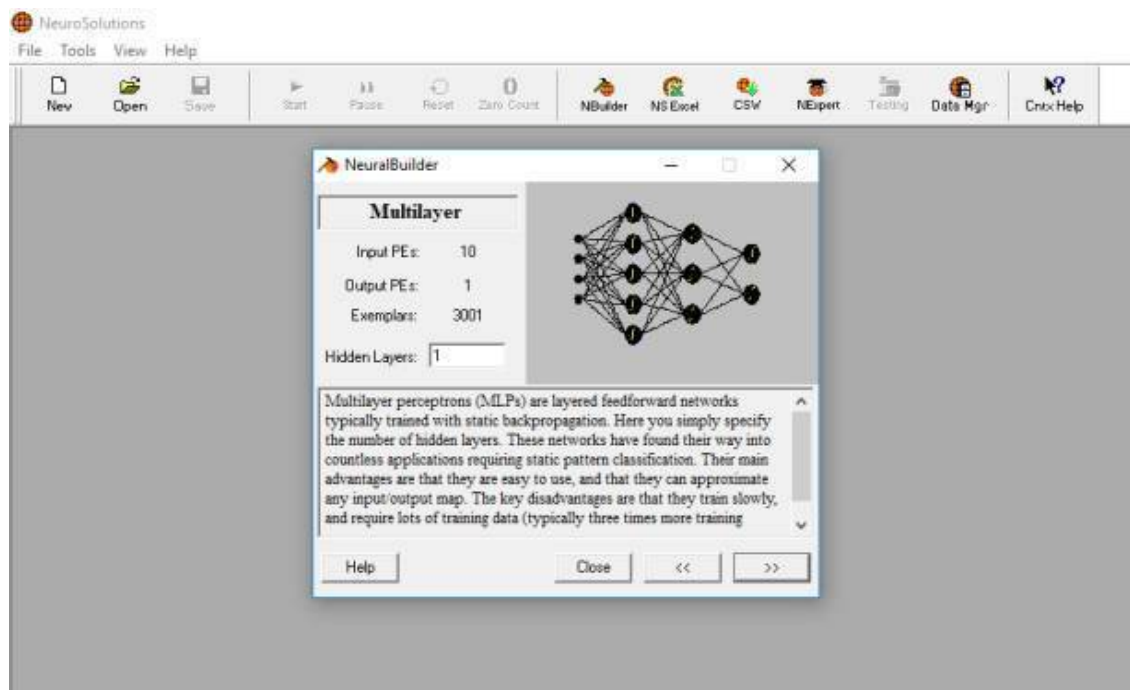 NeuroSolutions
File Tools View Help
New Open Save Start Pause Reset Zero Count NBuilder NS Excel CSW NExpert Testing Data Mgr Cntx Help
NeuralBuilder
Multilayer
Input PEs: 10
Output PEs: 1
Exemplars: 3001
Hidden Layers: 1
Multilayer perceptrons (MLPs) are layered feedforward networks
typically trained with static backpropagation. Here you simply specify
the number of hidden layers. These networks have found their way into
countless applications requiring static pattern classification. Their main
advantages are that they are easy to use, and that they can approximate
any input/output map. The key disadvantages are that they train slowly,
and require lots of training data (typically three times more training
Help Close << >>